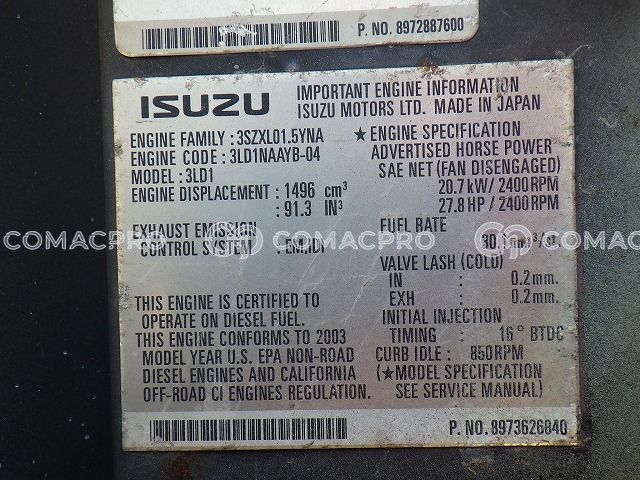 P. NO. 8972887600
ISUZU
IMPORTANT ENGINE INFORMATION
ISUZU MOTORS LTD. MADE IN JAPAN
ENGINE FAMILY : 3SZXL01.5YNA
ENGINE CODE : 3LD1NAAYB-04
MODEL : 3LD1
ENGINE DISPLACEMENT : 1496 cm³
: 91.3 IN³
EXHAUST EMISSION
CONTROL SYSTEM : EM,IDI
THIS ENGINE IS CERTIFIED TO
OPERATE ON DIESEL FUEL.
THIS ENGINE CONFORMS TO 2003
MODEL YEAR U.S. EPA NON-ROAD
DIESEL ENGINES AND CALIFORNIA
OFF-ROAD CI ENGINES REGULATION.
★ ENGINE SPECIFICATION
ADVERTISED HORSE POWER
SAE NET (FAN DISENGAGED)
20.7 kW / 2400 RPM
27.8 HP / 2400 RPM
FUEL RATE
VALVE LASH (COLD)
IN : 0.2 mm.
EXH : 0.2 mm.
INITIAL INJECTION
TIMING : 16° BTDC
CURB IDLE : 850 RPM
(★MODEL SPECIFICATION
SEE SERVICE MANUAL)
P. NO. 8973626840
COMACPRO COMACPRO COMACPRO